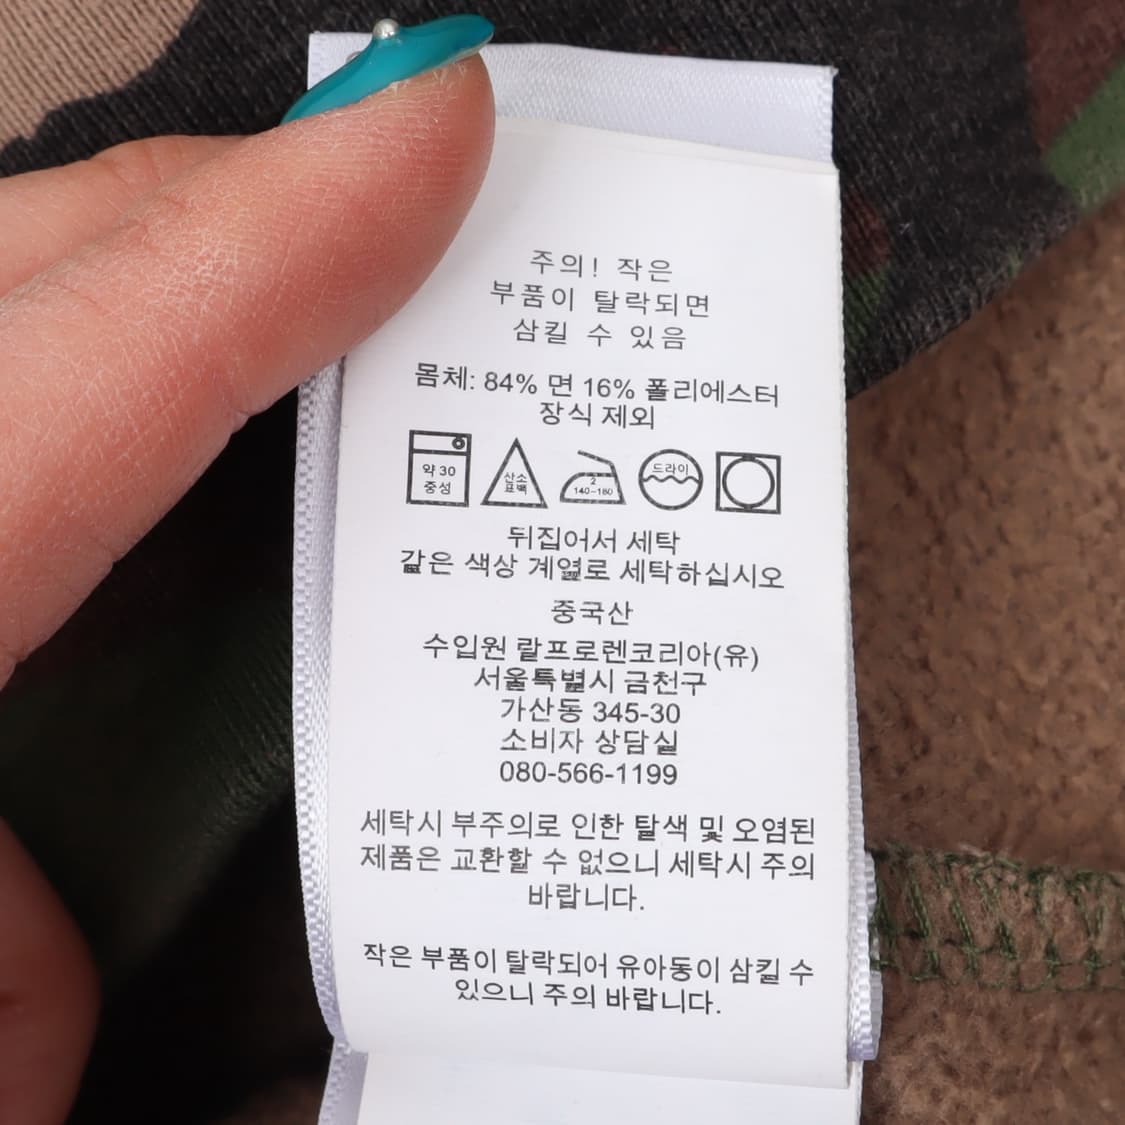 주의! 작은
부품이 탈락되면
삼킬 수 있음
몸체: 84% 면 16% 폴리에스터
장식 제외
약 30
중성
산소
표백
2
140~160
드라이
뒤집어서 세탁
같은 색상 계열로 세탁하십시오
중국산
수입원 랄프로렌코리아(유)
서울특별시 금천구
가산동 345-30
소비자 상담실
080-566-1199
세탁시 부주의로 인한 탈색 및 오염된
제품은 교환할 수 없으니 세탁시 주의
바랍니다.
작은 부품이 탈락되어 유아동이 삼킬 수
있으니 주의 바랍니다.